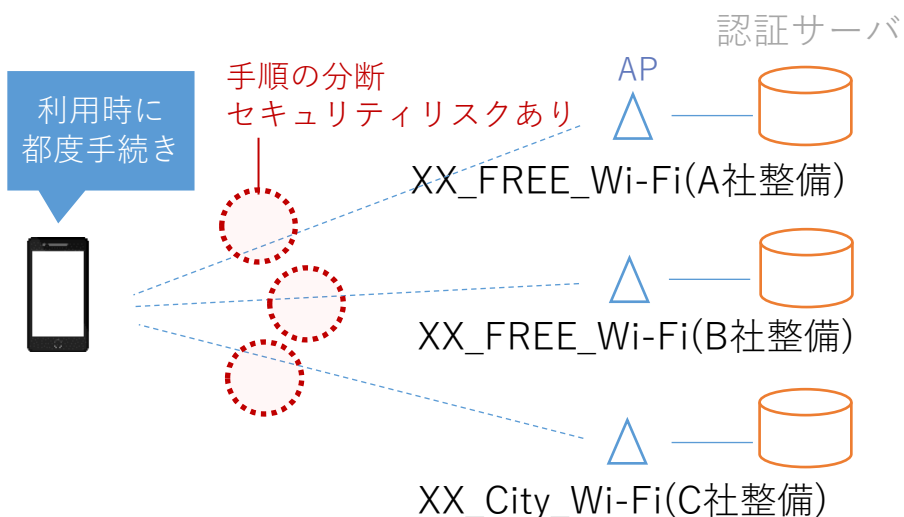 認証サーバ
手順の分断
セキュリティリスクあり
AP
利用時に
都度手続き
XX_FREE_Wi-Fi(A社整備)
XX_FREE_Wi-Fi(B社整備)
XX_City_Wi-Fi(C社整備)